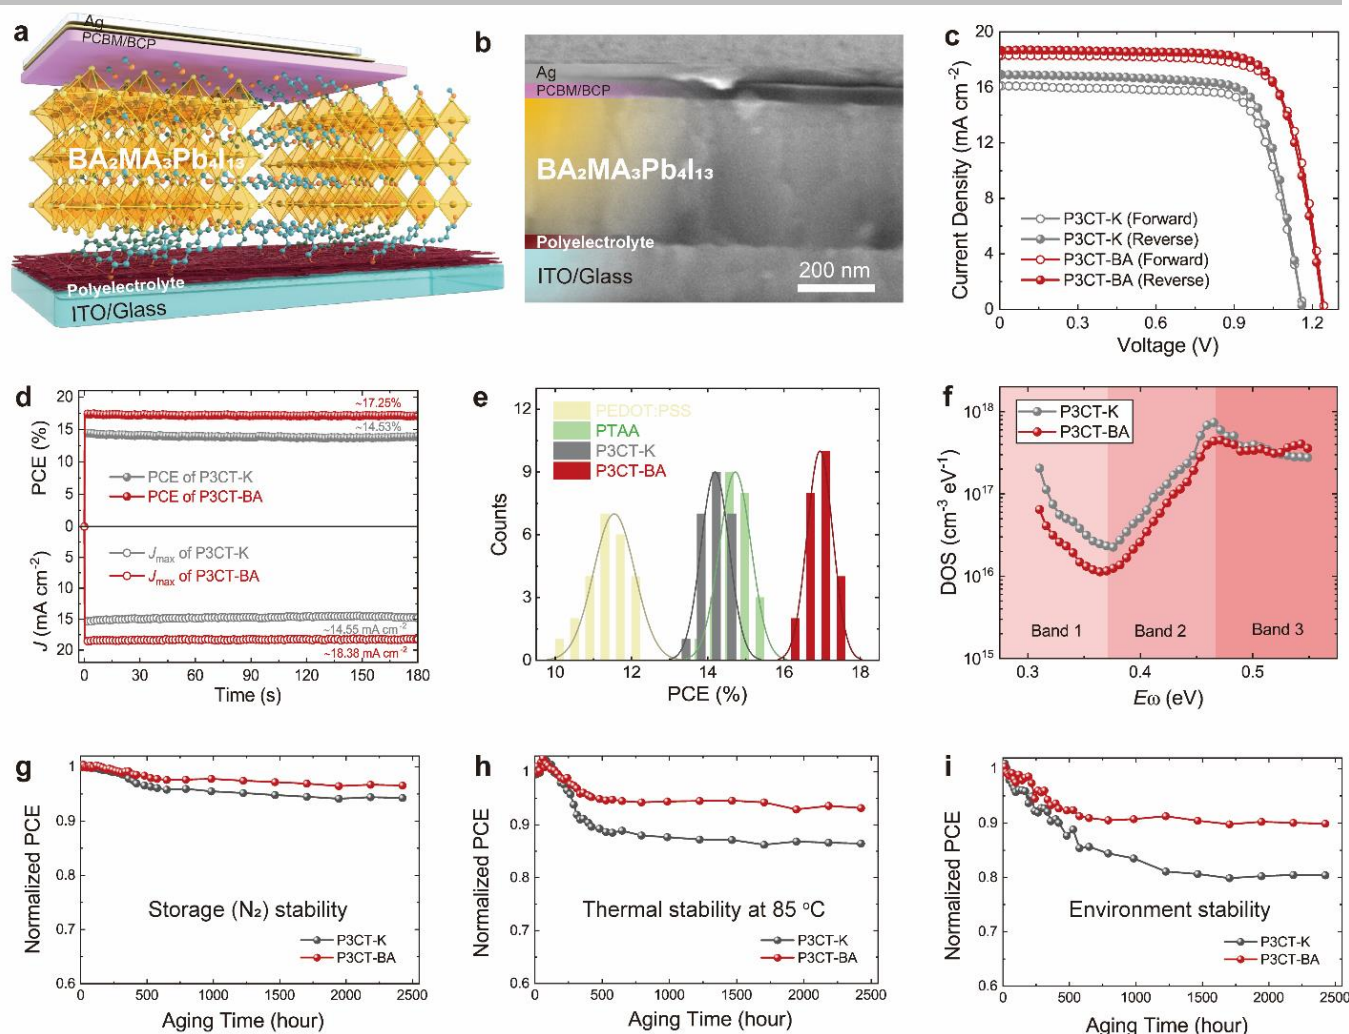 a
Ag
PCBM/BCP
BA₂MA₃Pb₄I₁₃
Polyelectrolyte
ITO/Glass
b
Ag
PCBM/BCP
BA₂MA₃Pb₄I₁₃
Polyelectrolyte
ITO/Glass
200 nm
c
Current Density (mA cm⁻²)
20
16
12
8
4
0
P3CT-K (Forward)
P3CT-K (Reverse)
P3CT-BA (Forward)
P3CT-BA (Reverse)
0 0.3 0.6 0.9 1.2
Voltage (V)
d
PCE (%)
J (mA cm⁻²)
20
15
10
5
0
5
10
15
20
~17.25%
~14.53%
PCE of P3CT-K
PCE of P3CT-BA
Jmax of P3CT-K
Jmax of P3CT-BA
~14.55 mA cm⁻²
~18.38 mA cm⁻²
0 30 60 90 120 150 180
Time (s)
e
Counts
12
9
6
3
0
PEDOT:PSS
PTAA
P3CT-K
P3CT-BA
10 12 14 16 18
PCE (%)
f
DOS (cm⁻³ eV⁻¹)
10¹⁸
10¹⁷
10¹⁶
10¹⁵
P3CT-K
P3CT-BA
Band 1 Band 2 Band 3
0.3 0.4 0.5
Eω (eV)
g
Normalized PCE
1
0.9
0.8
0.7
0.6
Storage (N₂) stability
P3CT-K
P3CT-BA
0 500 1000 1500 2000 2500
Aging Time (hour)
h
Normalized PCE
1
0.9
0.8
0.7
0.6
Thermal stability at 85 °C
P3CT-K
P3CT-BA
0 500 1000 1500 2000 2500
Aging Time (hour)
i
Normalized PCE
1
0.9
0.8
0.7
0.6
Environment stability
P3CT-K
P3CT-BA
0 500 1000 1500 2000 2500
Aging Time (hour)